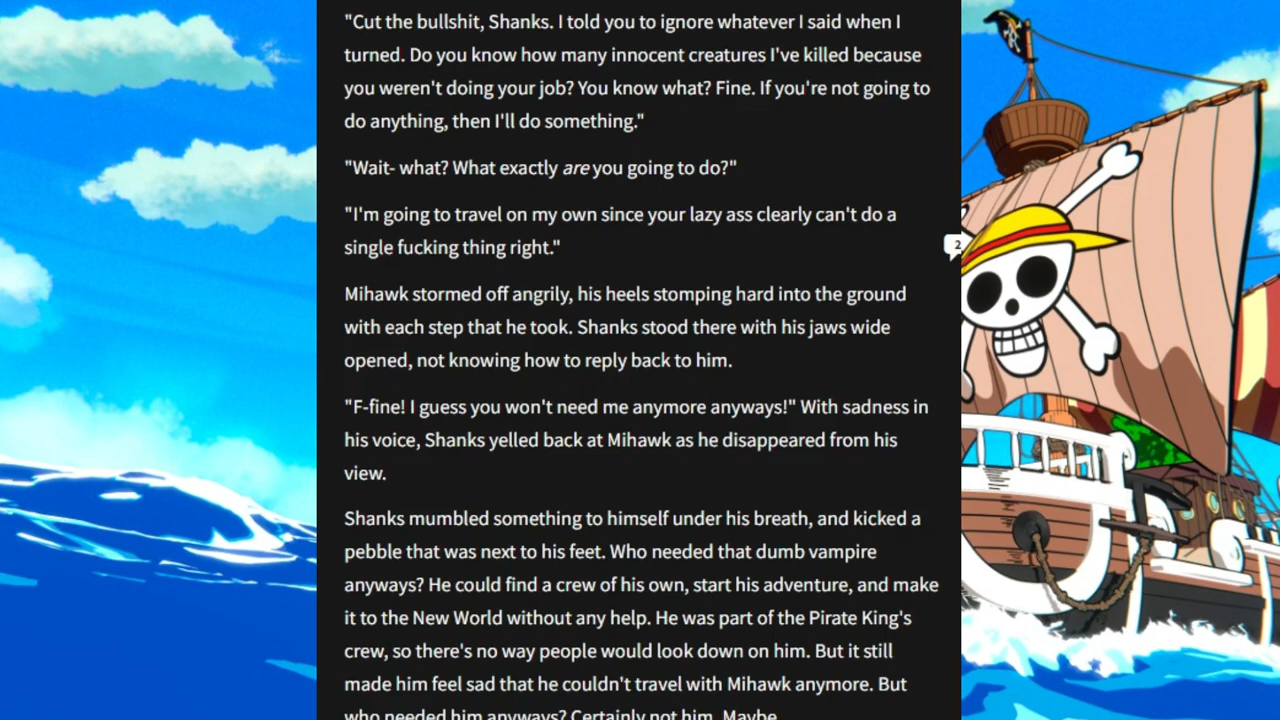 "Cut the bullshit, Shanks. I told you to ignore whatever I said when I
turned. Do you know how many innocent creatures I've killed because
you weren't doing your job? You know what? Fine. If you're not going to
do anything, then I'll do something."
"Wait- what? What exactly are you going to do?"
"I'm going to travel on my own since your lazy ass clearly can't do a
single fucking thing right."
2
Mihawk stormed off angrily, his heels stomping hard into the ground
with each step that he took. Shanks stood there with his jaws wide
opened, not knowing how to reply back to him.
"F-fine! I guess you won't need me anymore anyways!" With sadness in
his voice, Shanks yelled back at Mihawk as he disappeared from his
view.
Shanks mumbled something to himself under his breath, and kicked a
pebble that was next to his feet. Who needed that dumb vampire
anyways? He could find a crew of his own, start his adventure, and make
it to the New World without any help. He was part of the Pirate King's
crew, so there's no way people would look down on him. But it still
made him feel sad that he couldn't travel with Mihawk anymore. But
who needed him anyways? Certainly not him. Maybe